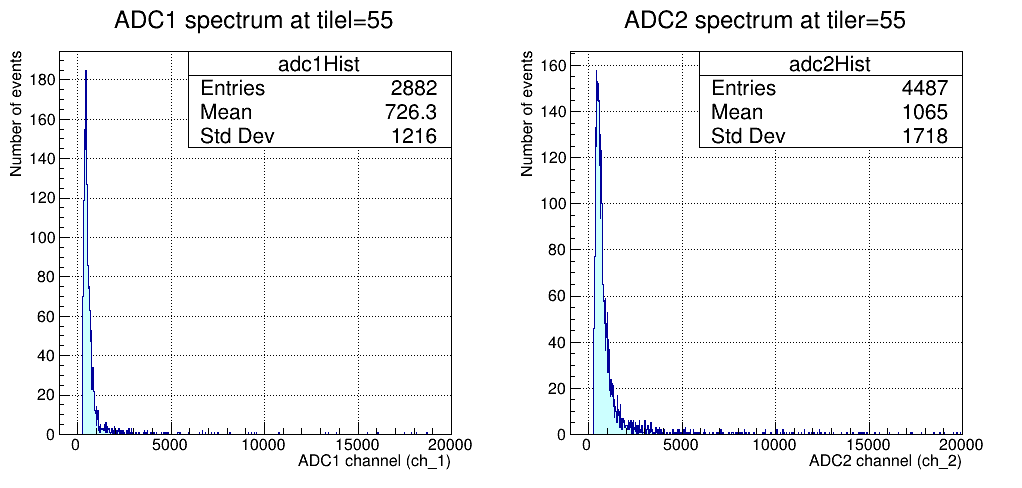 ADC1 spectrum at tilel=55
adc1Hist
Entries 2882
Mean 726.3
Std Dev 1216
Number of events
180
160
140
120
100
80
60
40
20
0
0 5000 10000 15000 20000
ADC1 channel (ch_1)
ADC2 spectrum at tiler=55
adc2Hist
Entries 4487
Mean 1065
Std Dev 1718
Number of events
160
140
120
100
80
60
40
20
0
0 5000 10000 15000 20000
ADC2 channel (ch_2)